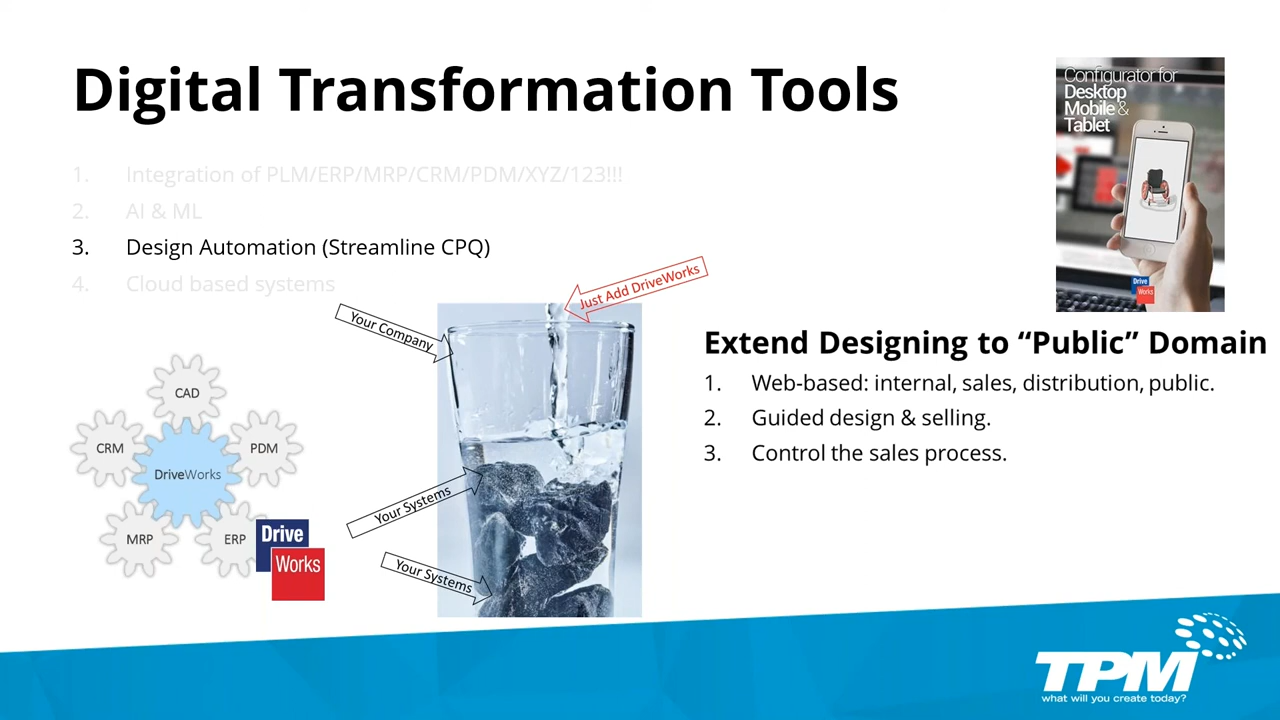 Digital Transformation Tools
1. Integration of PLM/ERP/MRP/CRM/PDM/XYZ/123!!!
2. AI & ML
3. Design Automation (Streamline CPQ)
4. Cloud based systems
Configurator for
Desktop
Mobile &
Tablet
Drive
Works
Just Add DriveWorks
Your Company
Your Systems
Your Systems
CAD
CRM
PDM
DriveWorks
MRP
ERP
Drive
Works
Extend Designing to “Public” Domain
1. Web-based: internal, sales, distribution, public.
2. Guided design & selling.
3. Control the sales process.
TPM
what will you create today?